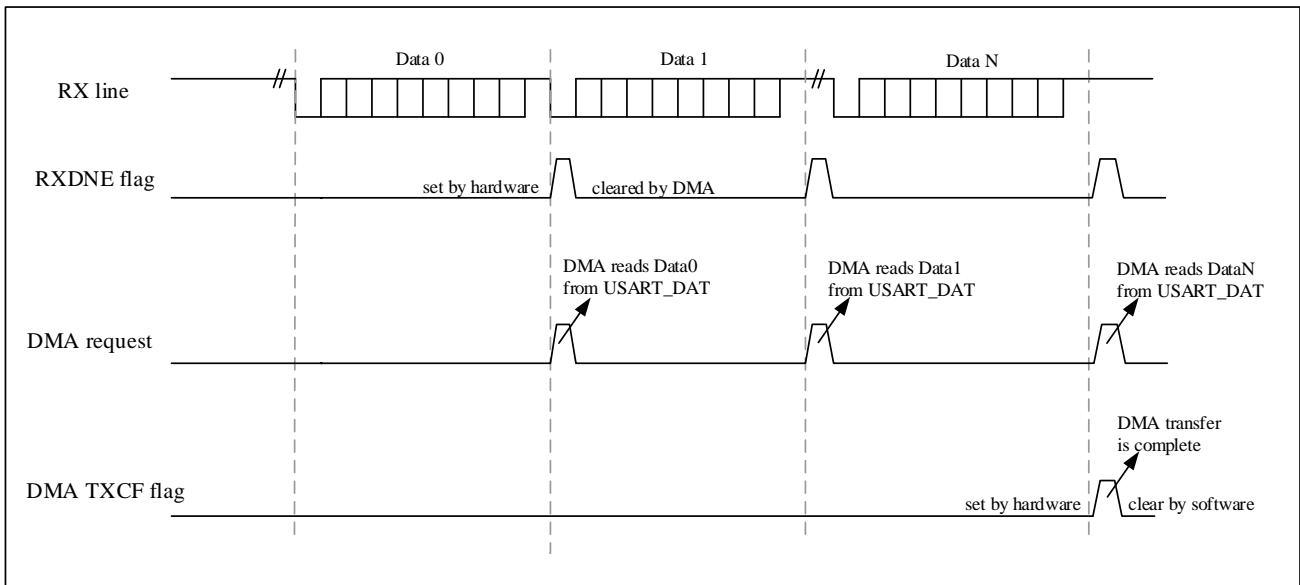 Data 0
Data 1
Data N
RX line
RXDNE flag
set by hardware
cleared by DMA
DMA reads Data0
from USART_DAT
DMA reads Data1
from USART_DAT
DMA reads DataN
from USART_DAT
DMA request
DMA transfer
is complete
DMA TXCF flag
set by hardware
clear by software